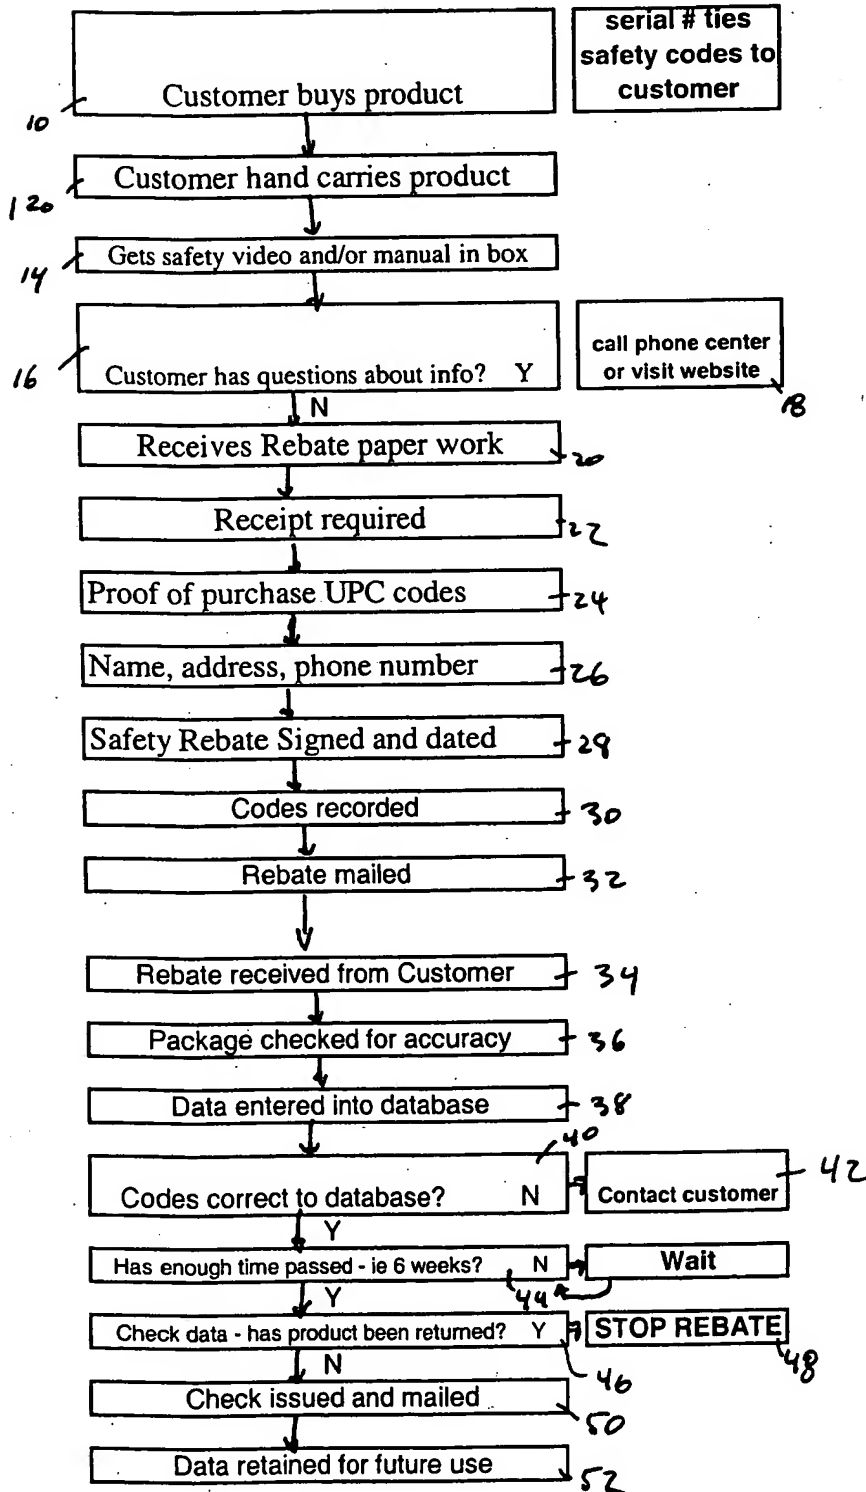 serial # ties
safety codes to
customer
Customer buys product
10
Customer hand carries product
120
Gets safety video and/or manual in box
14
Customer has questions about info? Y
call phone center
or visit website
16
18
N
Receives Rebate paper work
20
Receipt required
22
Proof of purchase UPC codes
24
Name, address, phone number
26
Safety Rebate Signed and dated
28
Codes recorded
30
Rebate mailed
32
Rebate received from Customer
34
Package checked for accuracy
36
Data entered into database
38
40
Codes correct to database? N
Contact customer
42
Y
Has enough time passed - ie 6 weeks? N
Wait
44
Y
Check data - has product been returned? Y
STOP REBATE
46
48
N
Check issued and mailed
50
Data retained for future use
52